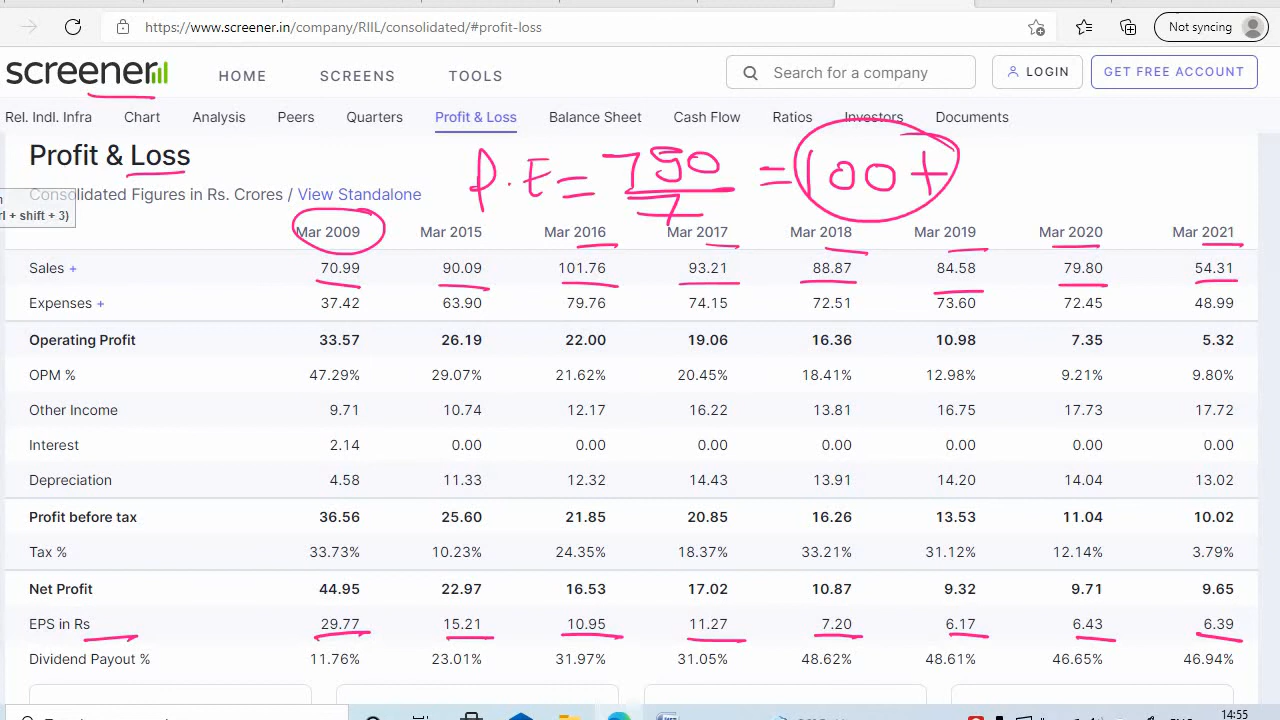 https://www.screener.in/company/RIIL/consolidated/#profit-loss
Not syncing
screener
HOME SCREENS TOOLS
Search for a company
LOGIN
GET FREE ACCOUNT
Rel. Indl. Infra Chart Analysis Peers Quarters Profit & Loss Balance Sheet Cash Flow Ratios Investors Documents
Profit & Loss
P.E = 750/7 = 100+
Consolidated Figures in Rs. Crores / View Standalone
rl + shift + 3)
Mar 2009 Mar 2015 Mar 2016 Mar 2017 Mar 2018 Mar 2019 Mar 2020 Mar 2021
Sales + 70.99 90.09 101.76 93.21 88.87 84.58 79.80 54.31
Expenses + 37.42 63.90 79.76 74.15 72.51 73.60 72.45 48.99
Operating Profit 33.57 26.19 22.00 19.06 16.36 10.98 7.35 5.32
OPM % 47.29% 29.07% 21.62% 20.45% 18.41% 12.98% 9.21% 9.80%
Other Income 9.71 10.74 12.17 16.22 13.81 16.75 17.73 17.72
Interest 2.14 0.00 0.00 0.00 0.00 0.00 0.00 0.00
Depreciation 4.58 11.33 12.32 14.43 13.91 14.20 14.04 13.02
Profit before tax 36.56 25.60 21.85 20.85 16.26 13.53 11.04 10.02
Tax % 33.73% 10.23% 24.35% 18.37% 33.21% 31.12% 12.14% 3.79%
Net Profit 44.95 22.97 16.53 17.02 10.87 9.32 9.71 9.65
EPS in Rs 29.77 15.21 10.95 11.27 7.20 6.17 6.43 6.39
Dividend Payout % 11.76% 23.01% 31.97% 31.05% 48.62% 48.61% 46.65% 46.94%
14:55